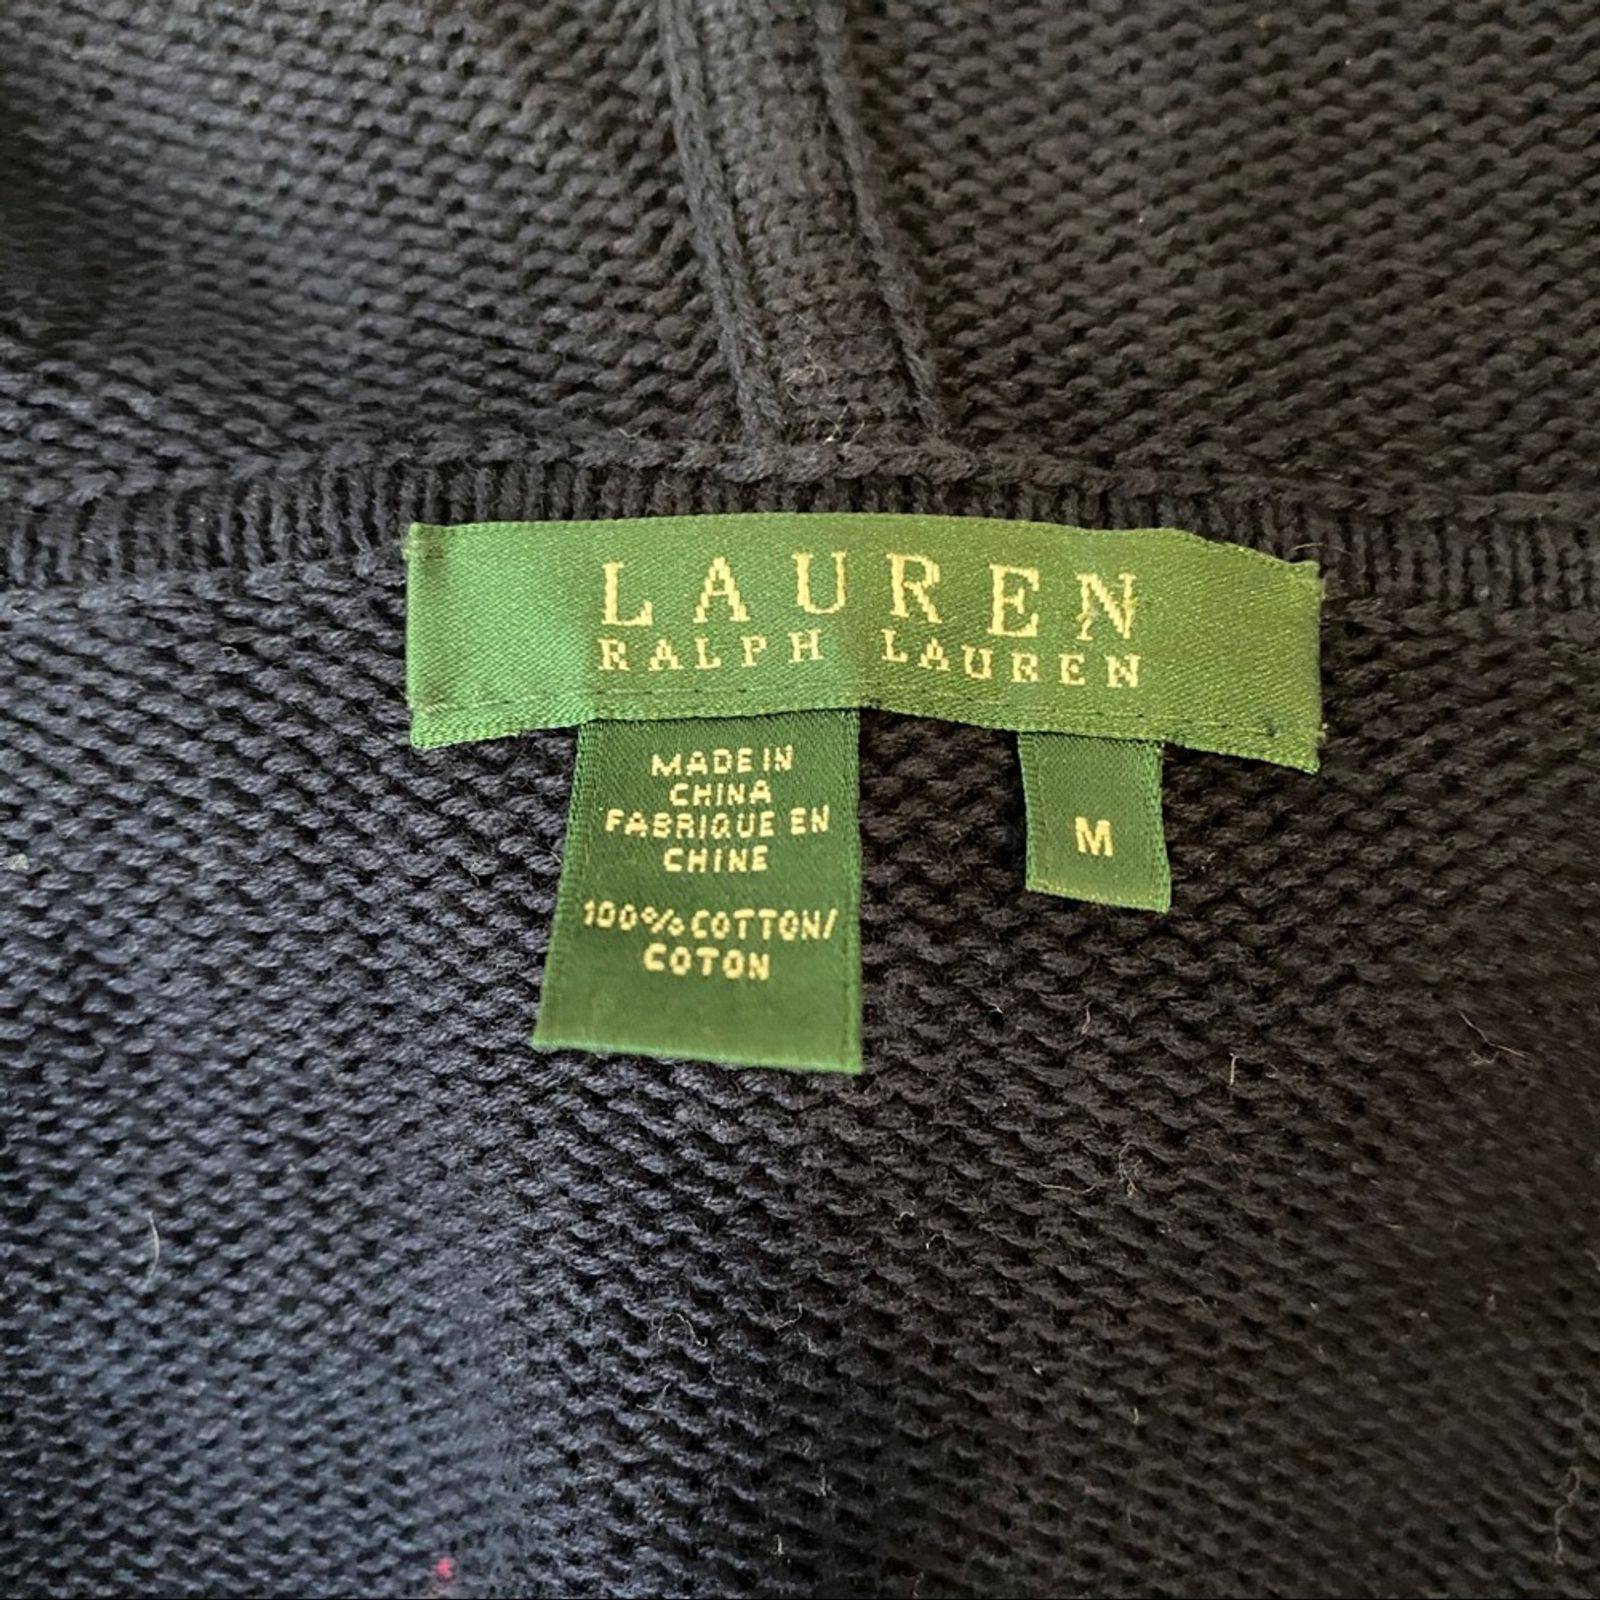 LAUREN
RALPH LAUREN
MADE IN
CHINA
FABRIQUE EN
CHINE
100% COTTON/
COTON
M